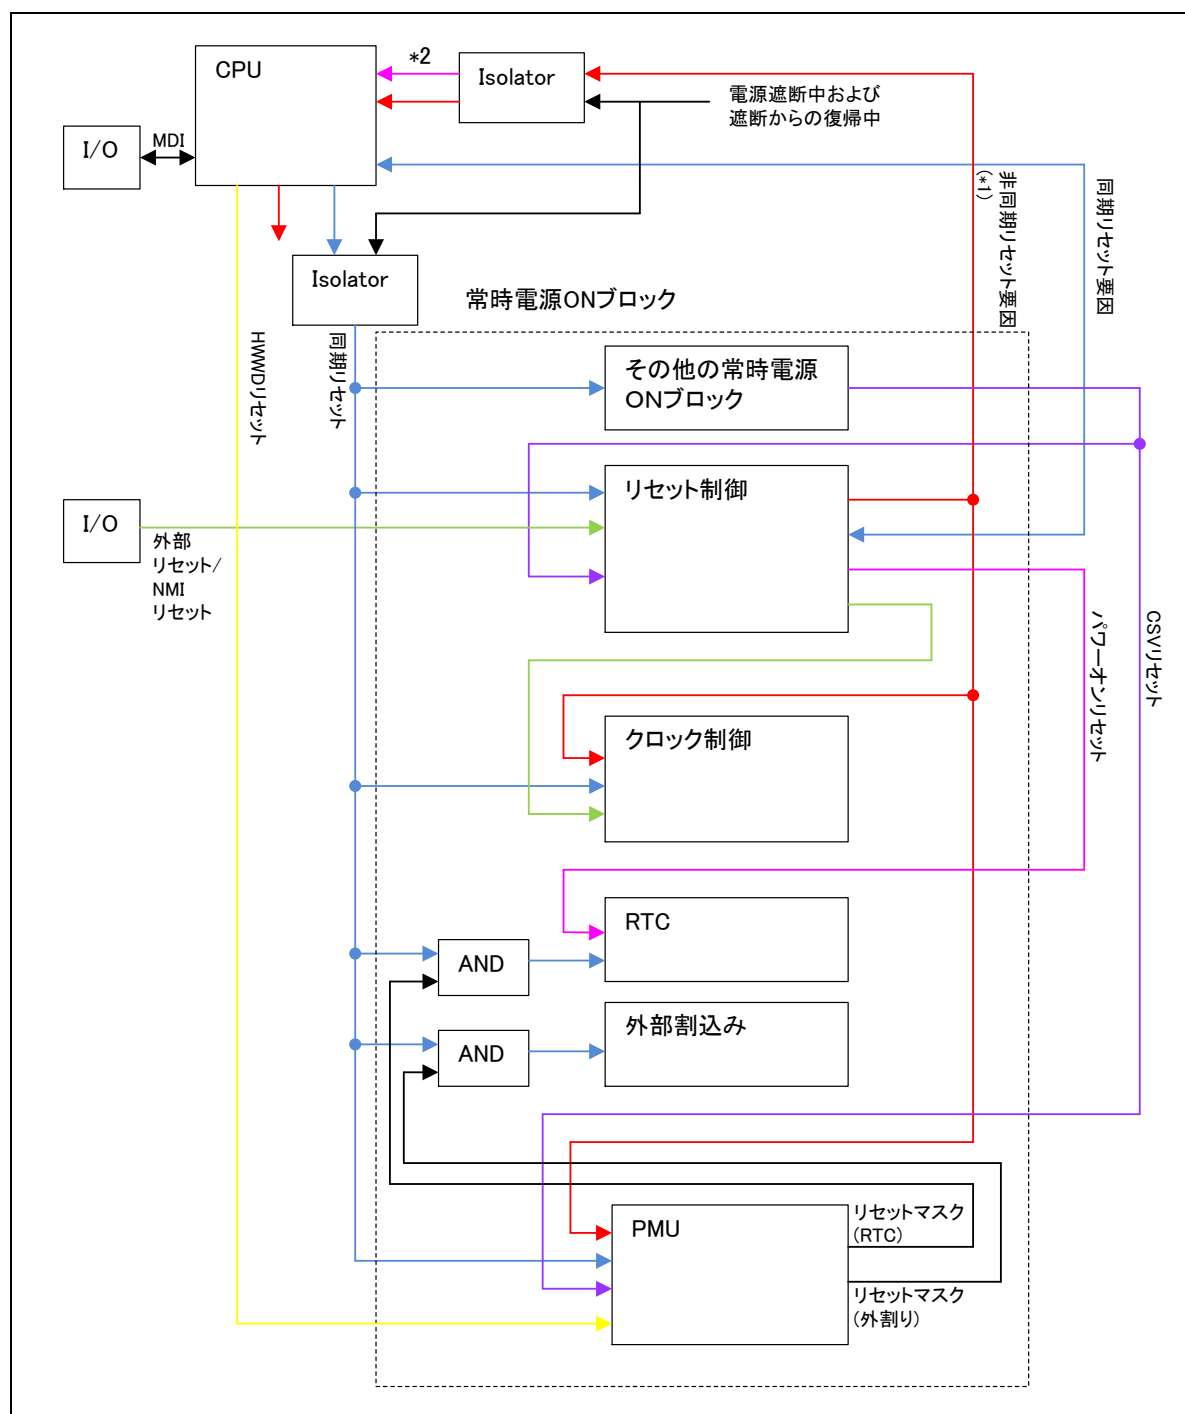 CPU
*2
Isolator
電源遮断中および
遮断からの復帰中
I/O
MDI
非同期リセット要因
(*1)
同期リセット要因
Isolator
常時電源ONブロック
HWWDリセット
同期リセット
その他の常時電源
ONブロック
リセット制御
I/O
外部
リセット/
NMI
リセット
パワーオンリセット
CSVリセット
クロック制御
RTC
AND
外部割込み
AND
PMU
リセットマスク
(RTC)
リセットマスク
(外割り)